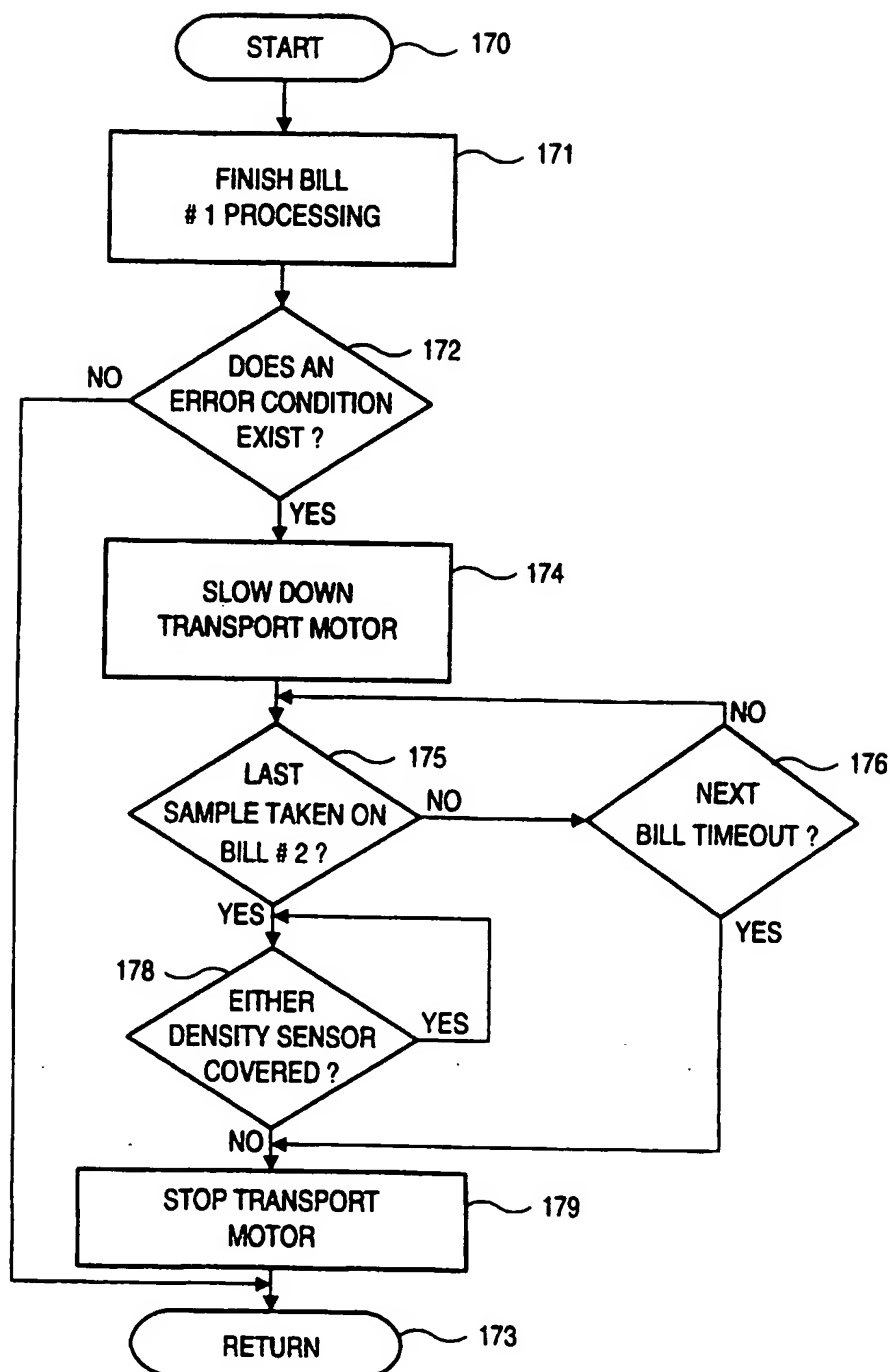 START
170
171
FINISH BILL
# 1 PROCESSING
172
DOES AN
ERROR CONDITION
EXIST ?
NO
YES
174
SLOW DOWN
TRANSPORT MOTOR
NO
175
176
LAST
SAMPLE TAKEN ON
BILL # 2 ?
NO
NEXT
BILL TIMEOUT ?
YES
YES
178
EITHER
DENSITY SENSOR
COVERED ?
YES
NO
STOP TRANSPORT
MOTOR
179
RETURN
173